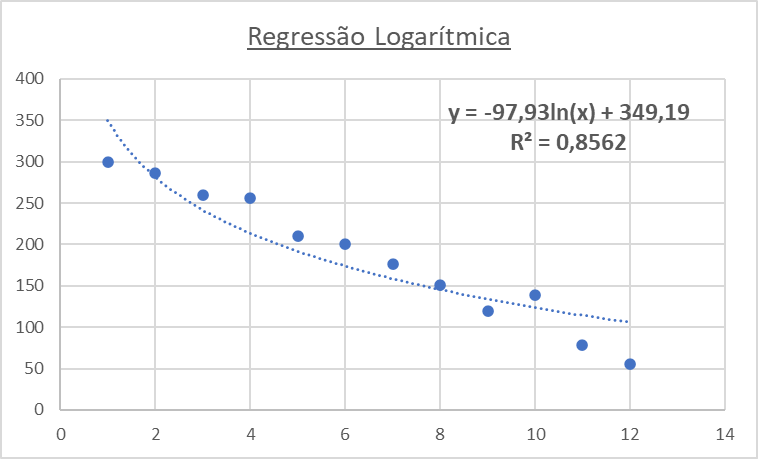 Regressão Logarítmica
y = -97,93ln(x) + 349,19
R² = 0,8562
400
350
300
250
200
150
100
50
0
0 2 4 6 8 10 12 14